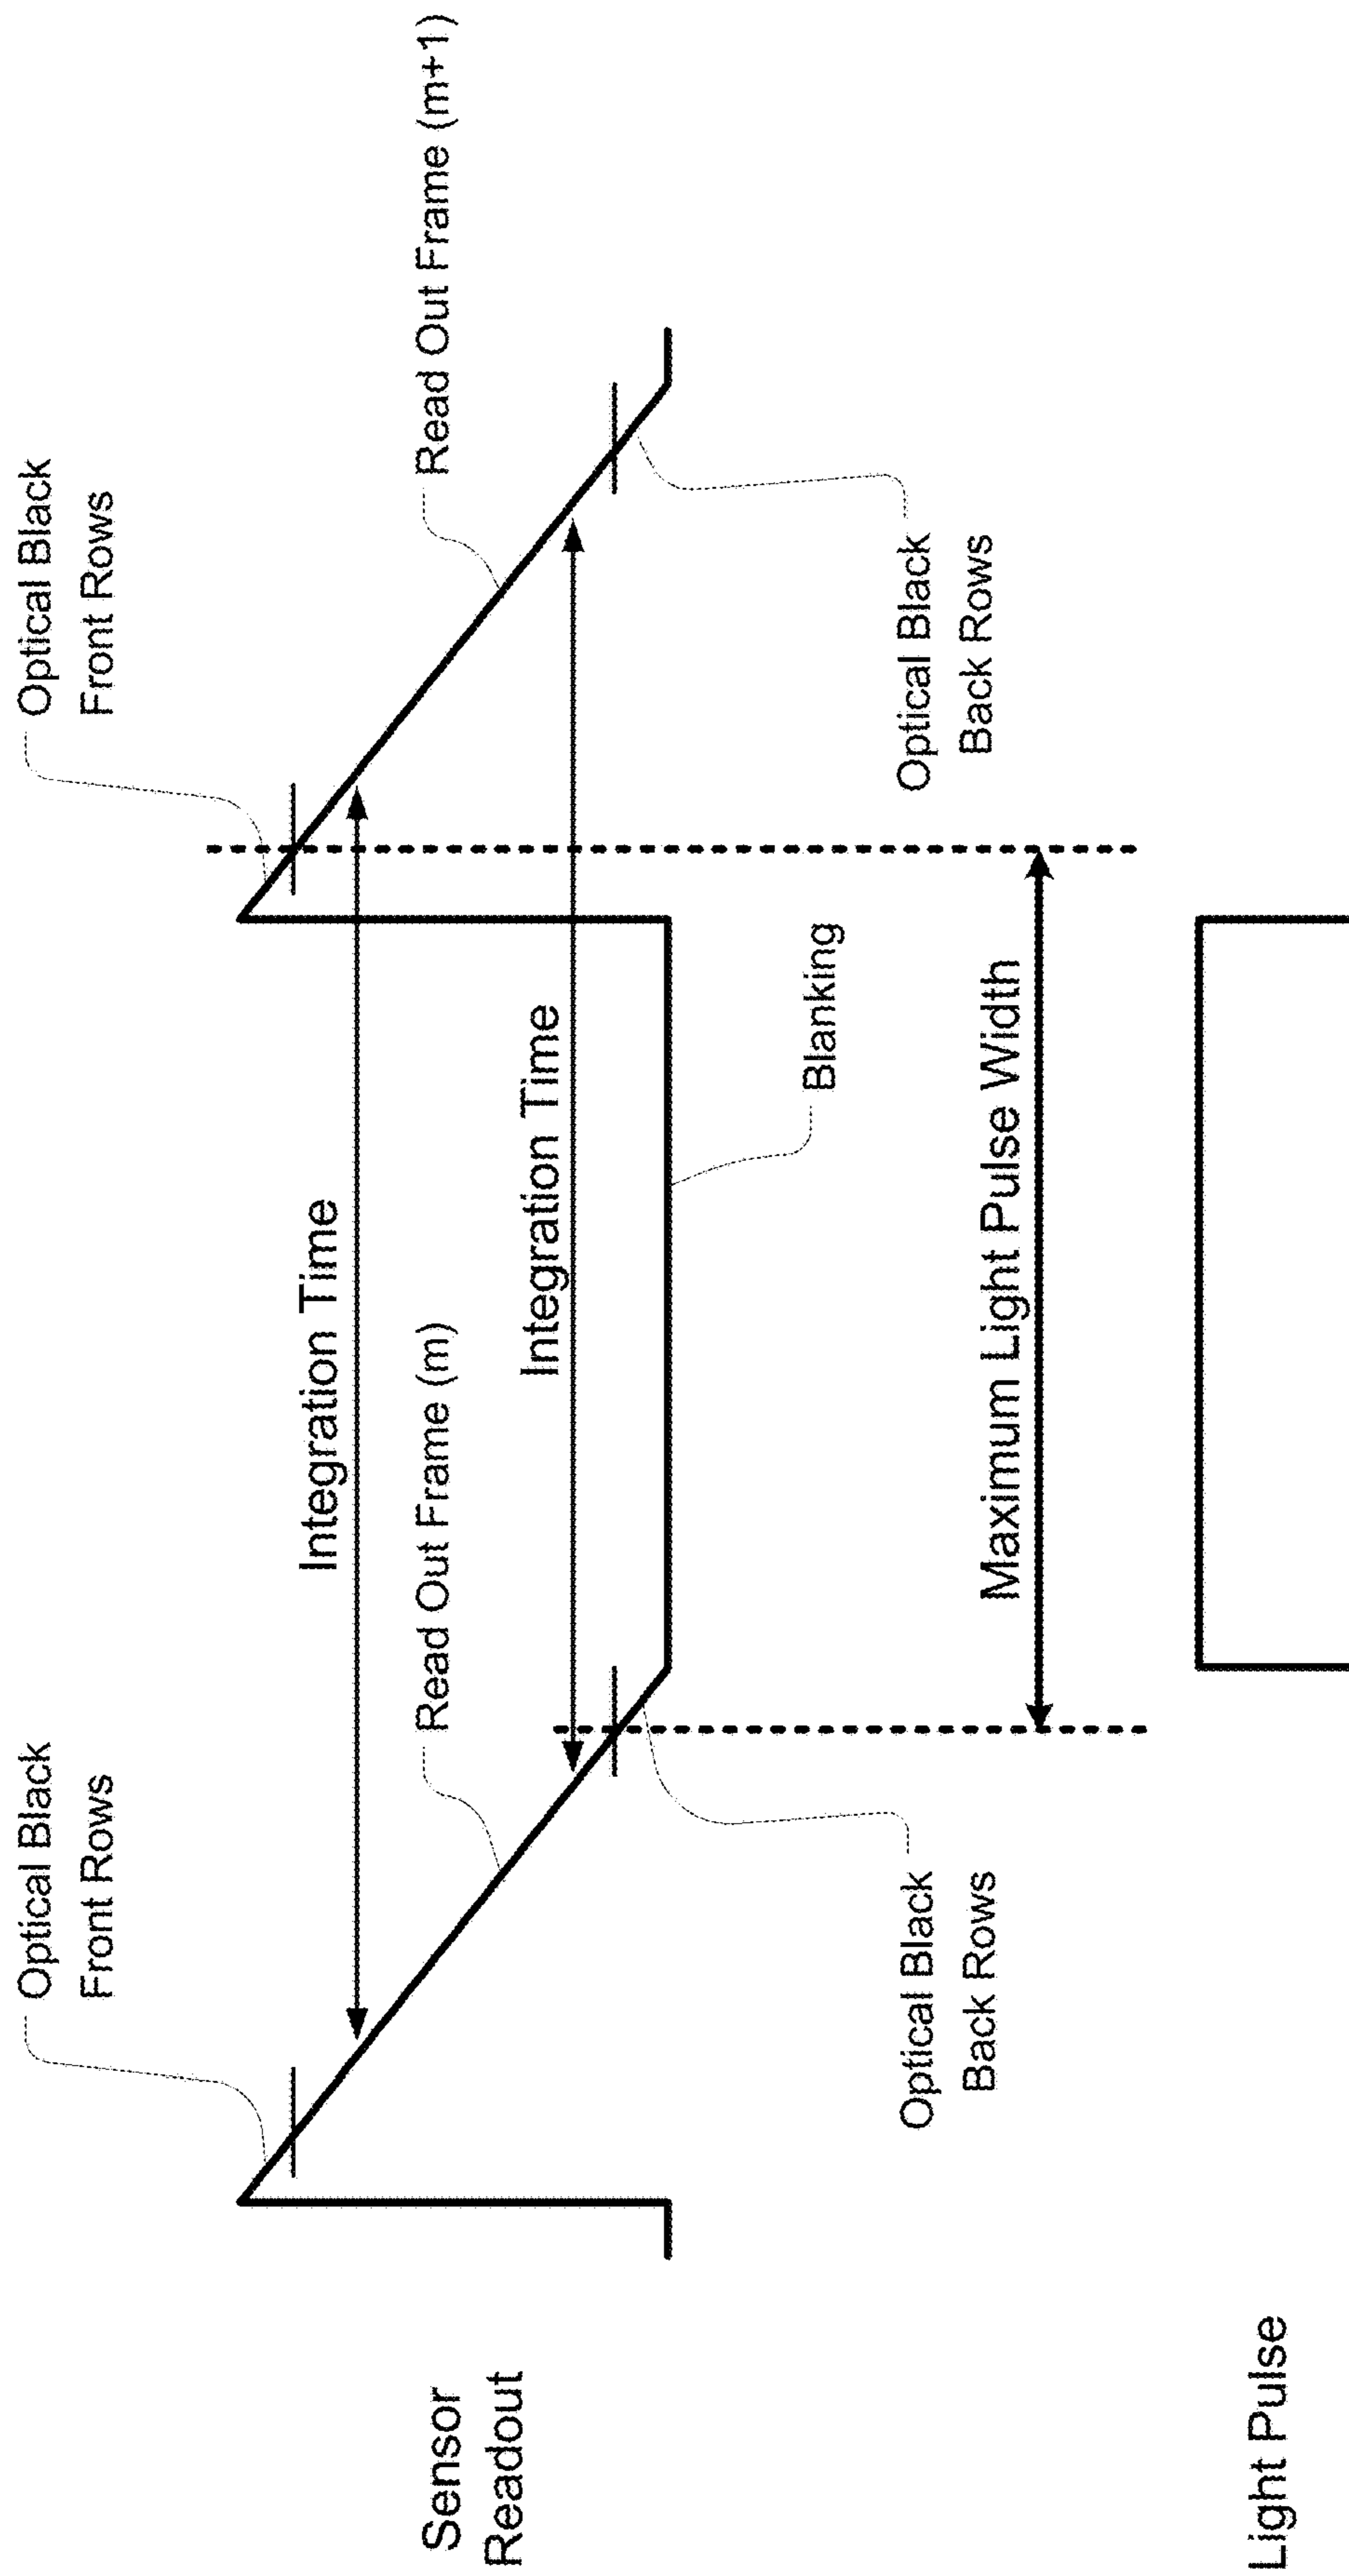 Optical Black
Front Rows
Optical Black
Front Rows
Integration Time
Read Out Frame (m)
Read Out Frame (m+1)
Sensor
Readout
Integration Time
Blanking
Optical Black
Back Rows
Optical Black
Back Rows
Maximum Light Pulse Width
Light Pulse